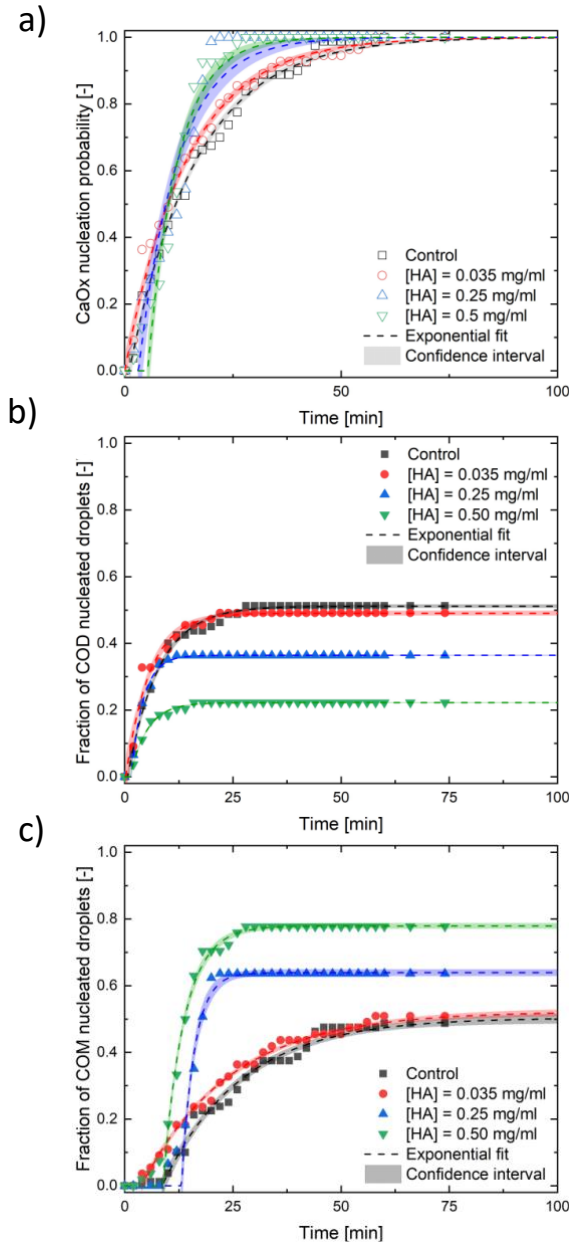 a)
CaOx nucleation probability [-]
1.0
0.8
0.6
0.4
0.2
0.0
Control
[HA] = 0.035 mg/ml
[HA] = 0.25 mg/ml
[HA] = 0.5 mg/ml
Exponential fit
Confidence interval
0 25 50 75 100
Time [min]
b)
Fraction of COD nucleated droplets [-]
1.0
0.8
0.6
0.4
0.2
0.0
Control
[HA] = 0.035 mg/ml
[HA] = 0.25 mg/ml
[HA] = 0.50 mg/ml
Exponential fit
Confidence interval
0 25 50 75 100
Time [min]
c)
Fraction of COM nucleated droplets [-]
1.0
0.8
0.6
0.4
0.2
0.0
Control
[HA] = 0.035 mg/ml
[HA] = 0.25 mg/ml
[HA] = 0.50 mg/ml
Exponential fit
Confidence interval
0 25 50 75 100
Time [min]